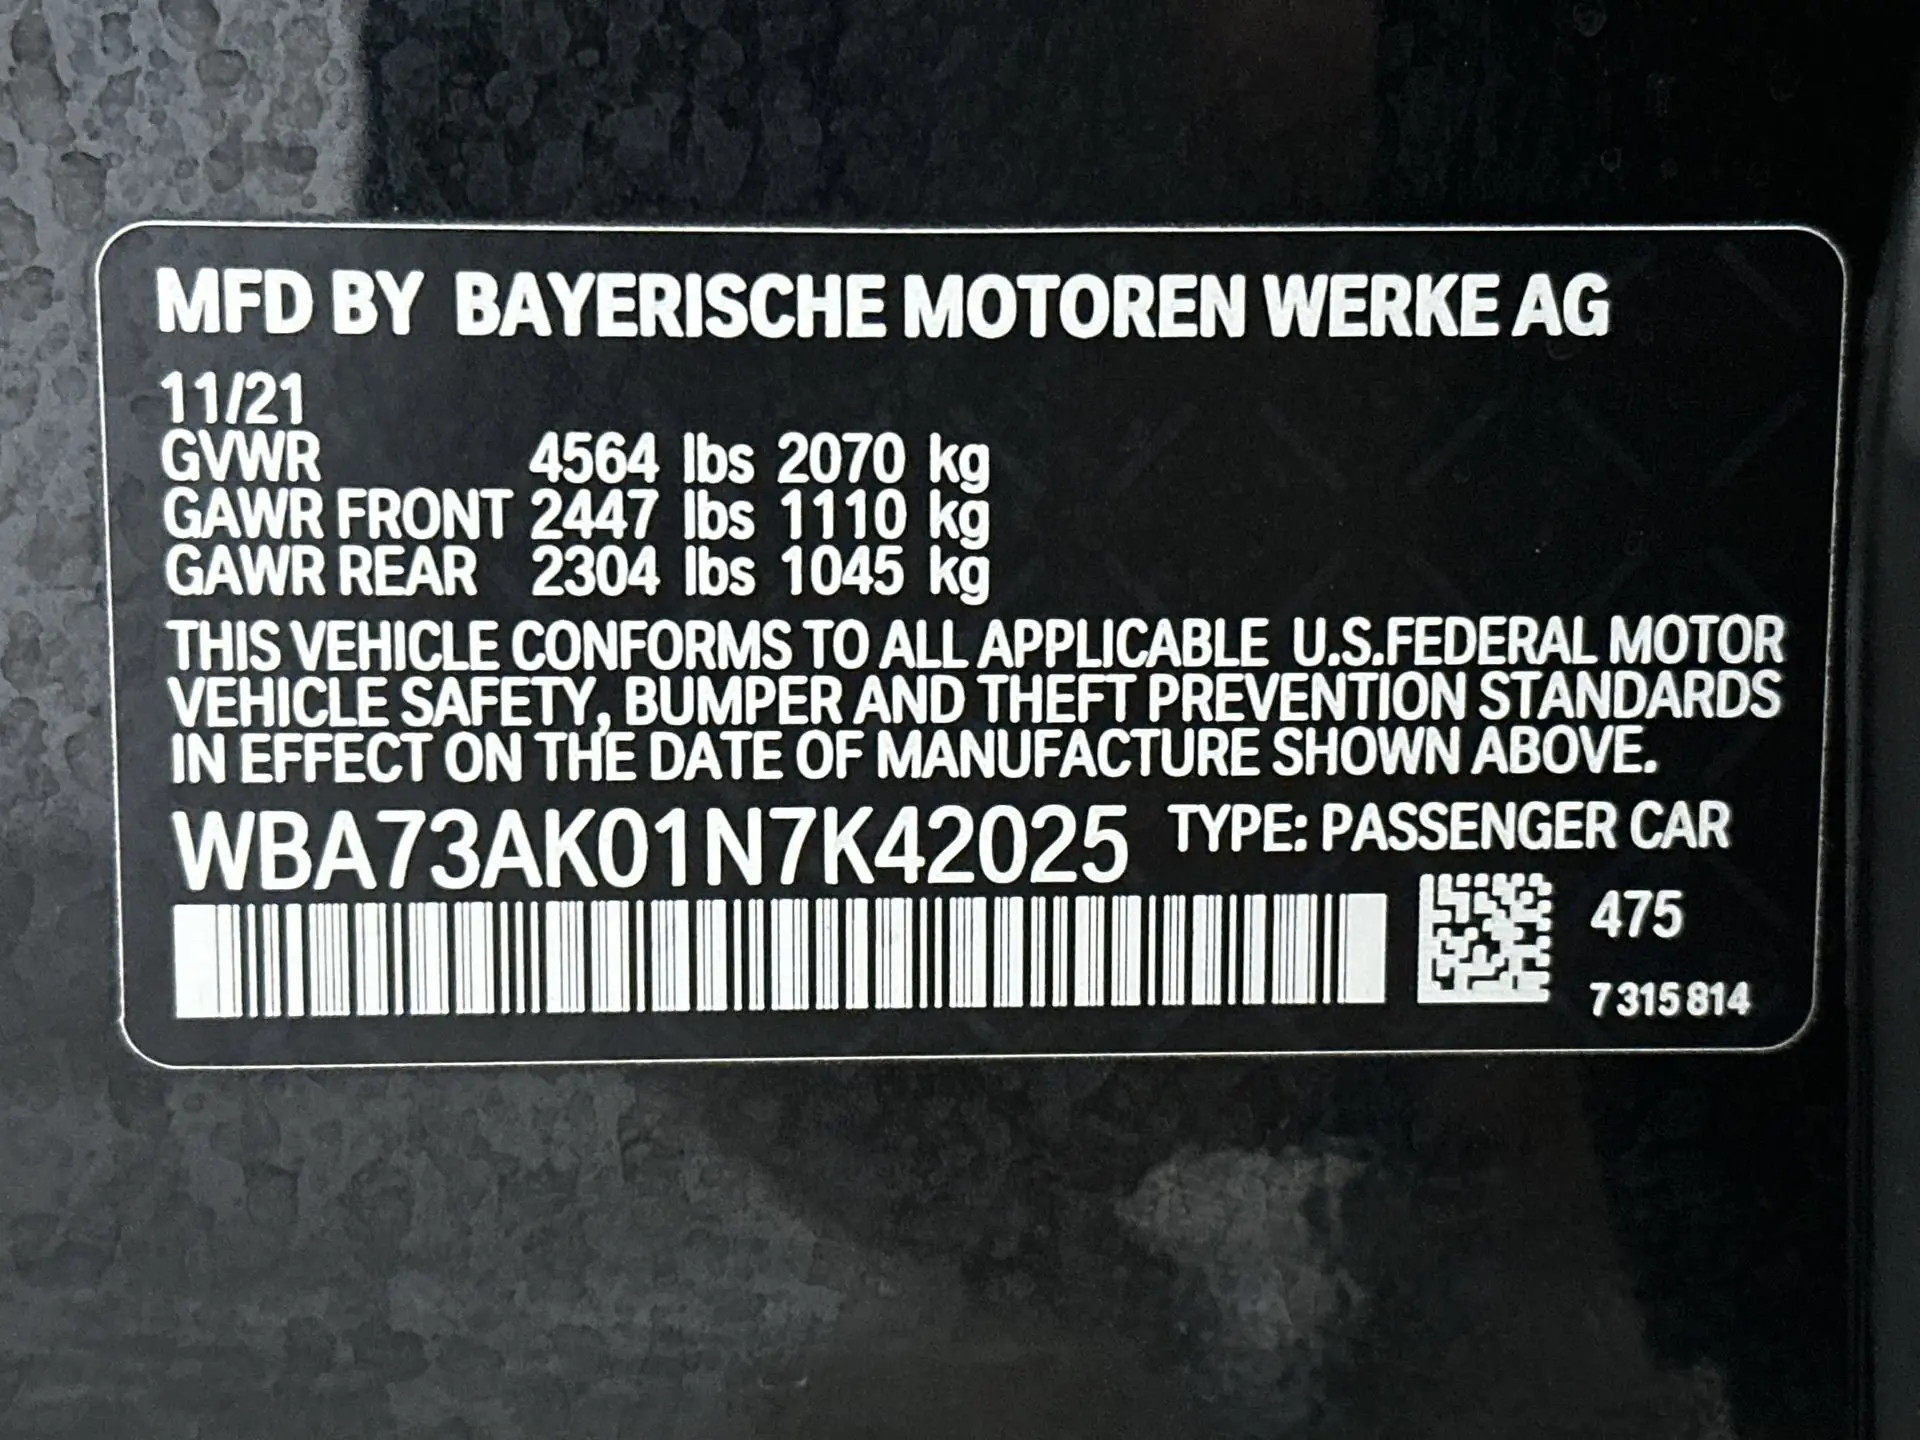 MFD BY BAYERISCHE MOTOREN WERKE AG
11/21
GVWR 4564 lbs 2070 kg
GAWR FRONT 2447 lbs 1110 kg
GAWR REAR 2304 lbs 1045 kg
THIS VEHICLE CONFORMS TO ALL APPLICABLE U.S.FEDERAL MOTOR
VEHICLE SAFETY, BUMPER AND THEFT PREVENTION STANDARDS
IN EFFECT ON THE DATE OF MANUFACTURE SHOWN ABOVE.
WBA73AK01N7K42025 TYPE: PASSENGER CAR
475
7 315 814